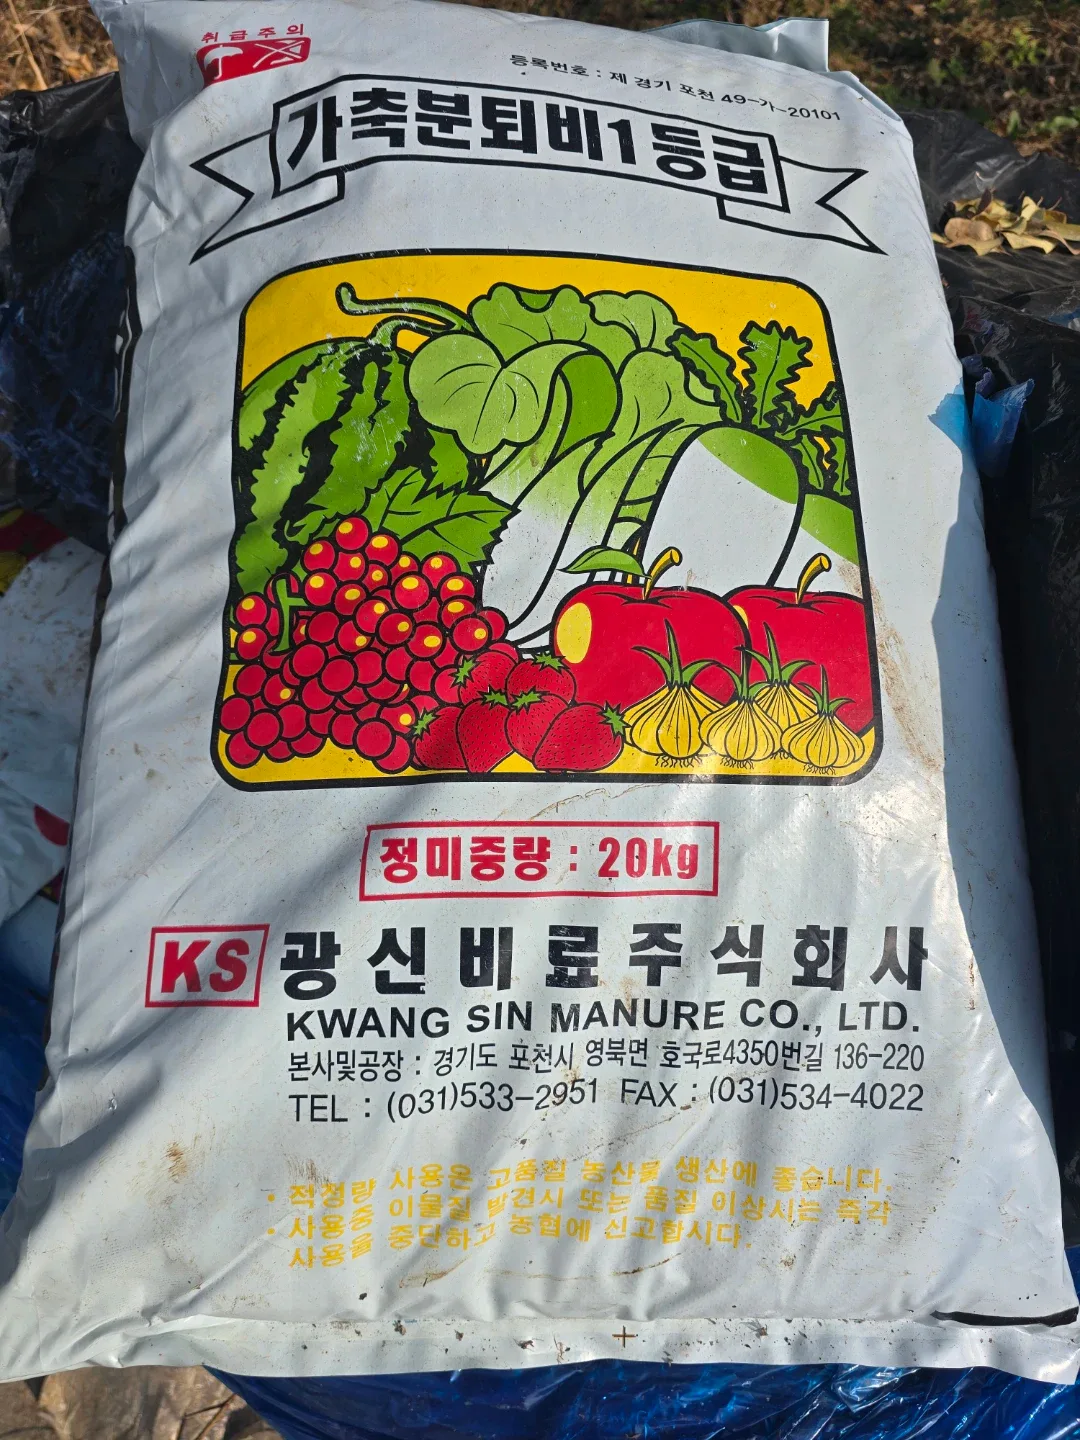 취급주의
등록번호 : 제 경기 포천 49-가-20101
가축분퇴비1등급
정미중량 : 20kg
KS 광신비료주식회사
KWANG SIN MANURE CO., LTD.
본사및공장 : 경기도 포천시 영북면 호국로4350번길 136-220
TEL : (031)533-2951 FAX : (031)534-4022
• 적정량 사용은 고품질 농산물 생산에 좋습니다.
• 사용중 이물질 발견시 또는 품질 이상시는 즉각
사용을 중단하고 농협에 신고합시다.